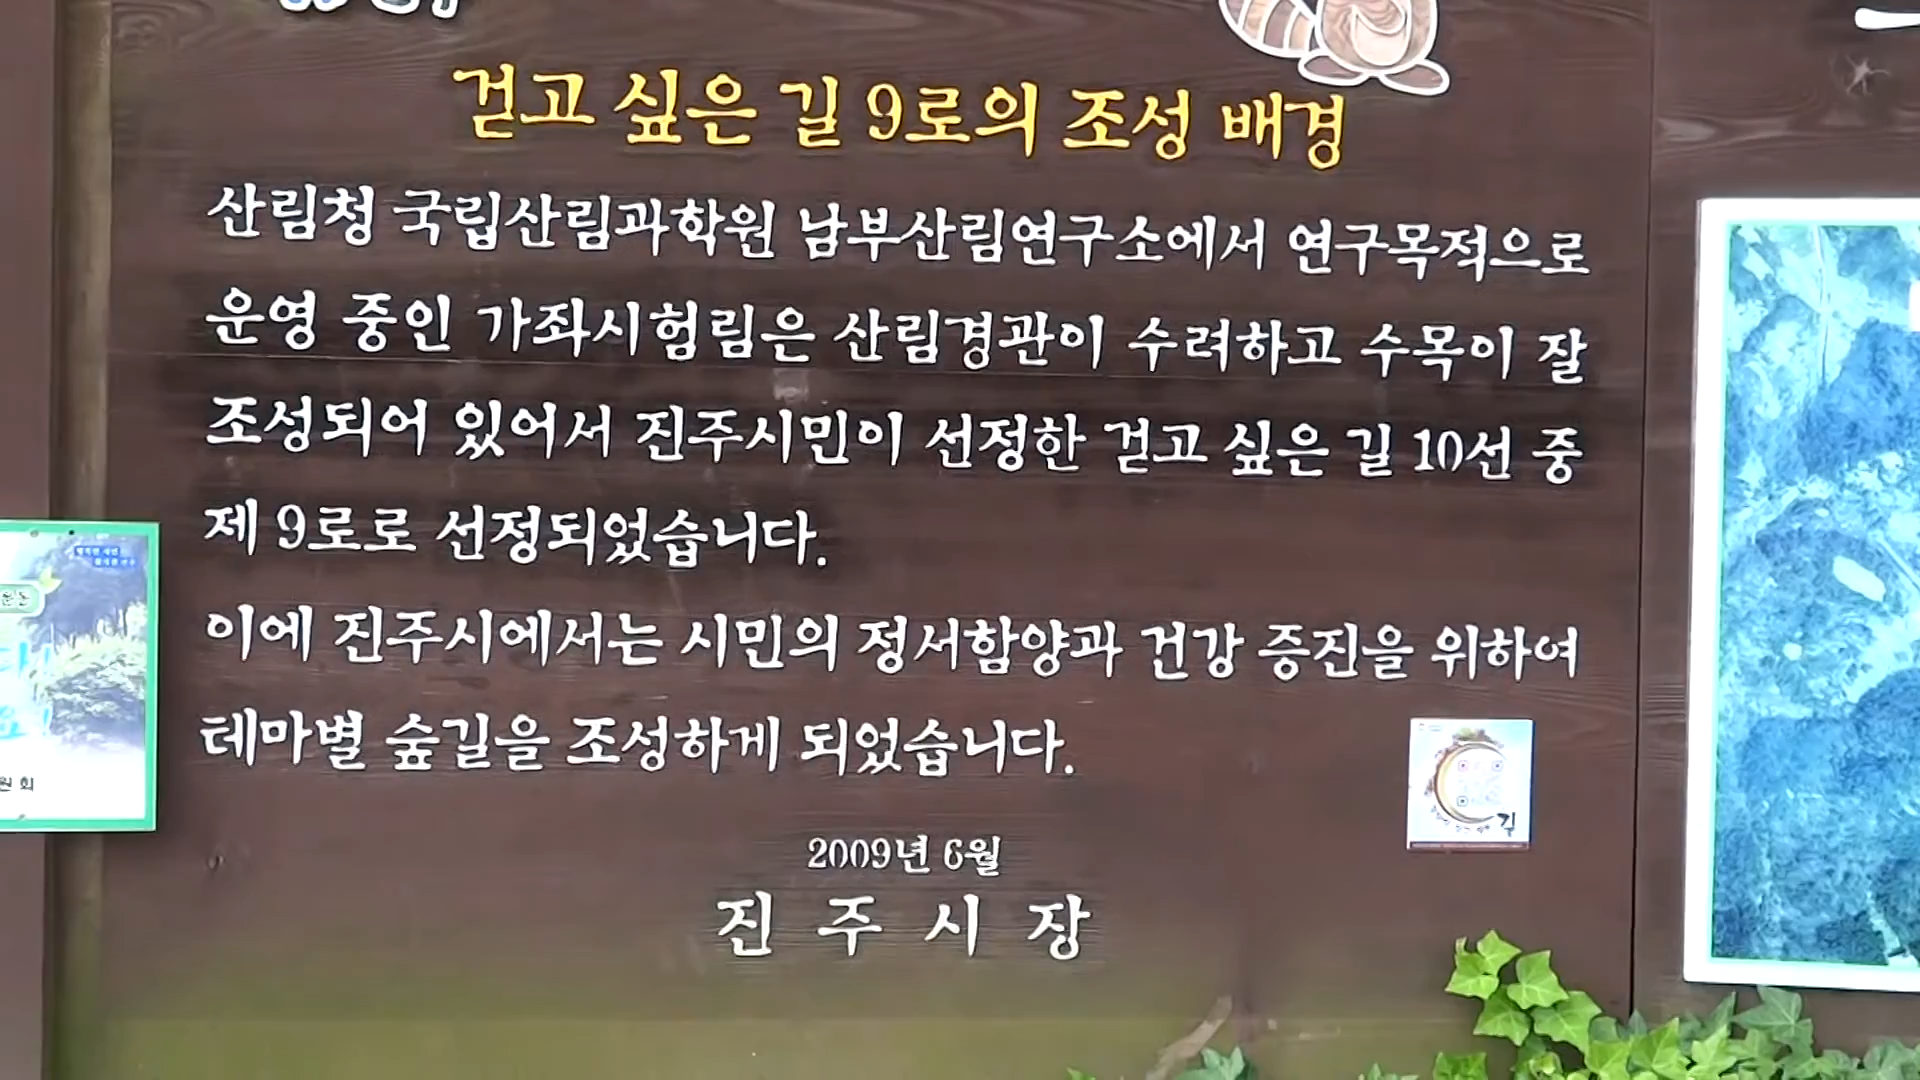 걷고 싶은 길 9로의 조성 배경
산림청 국립산림과학원 남부산림연구소에서 연구목적으로
운영 중인 가좌시험림은 산림경관이 수려하고 수목이 잘
조성되어 있어서 진주시민이 선정한 걷고 싶은 길 10선 중
제 9로로 선정되었습니다.
이에 진주시에서는 시민의 정서함양과 건강 증진을 위하여
테마별 숲길을 조성하게 되었습니다.
2009년 6월
진 주 시 장
원 회